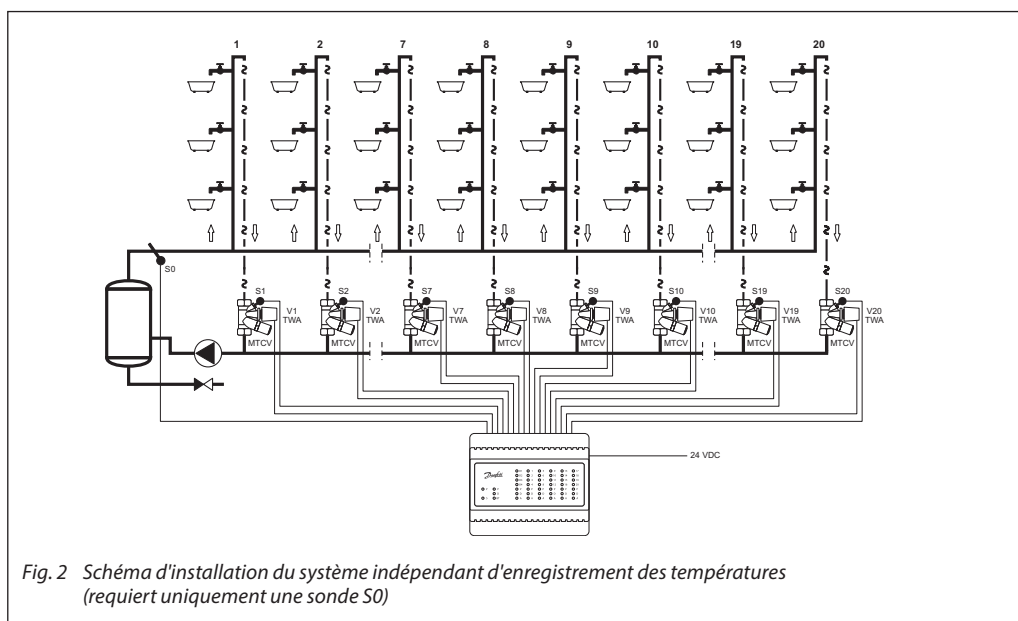 1 2 7 8 9 10 19 20
S0
S1 S2 S7 S8 S9 S10 S19 S20
V1 V2 V7 V8 V9 V10 V19 V20
TWA TWA TWA TWA TWA TWA TWA TWA
MTCV MTCV MTCV MTCV MTCV MTCV MTCV MTCV
24 VDC
Danfoss
Fig. 2 Schéma d'installation du système indépendant d'enregistrement des températures
(requiert uniquement une sonde S0)